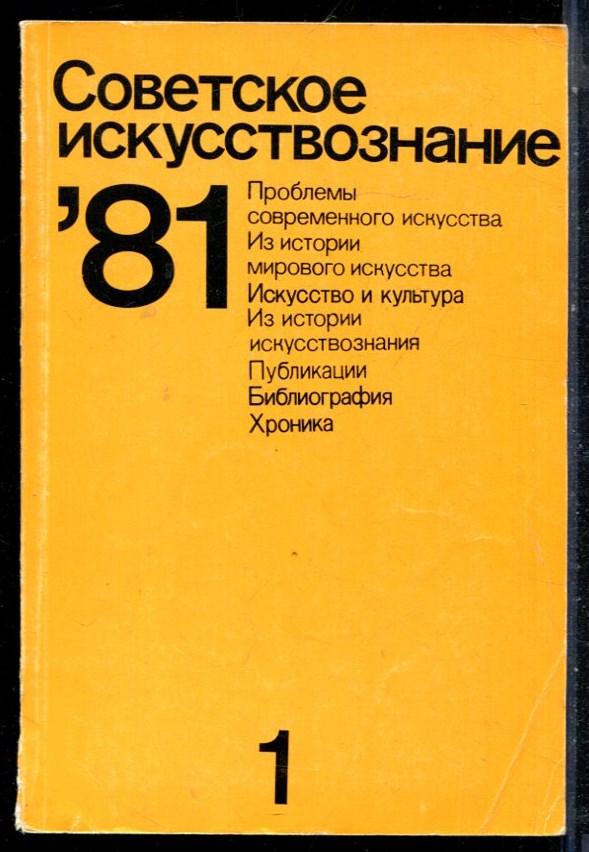 Советское
искусствознание
’81
Проблемы
современного искусства
Из истории
мирового искусства
Искусство и культура
Из истории
искусствознания
Публикации
Библиография
Хроника
1